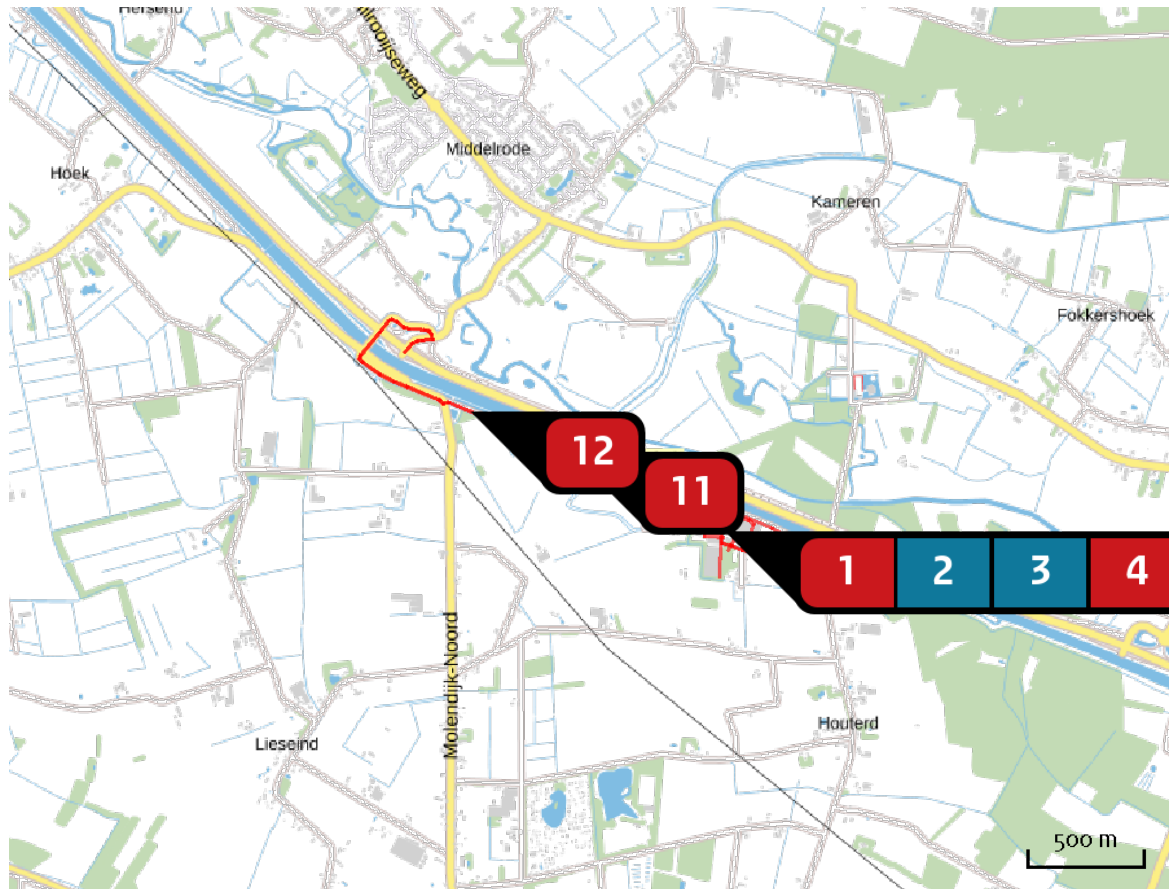 Middelrode
Hoek
Kameren
Fokkershoek
12
11
1 2 3 4
Molendijk-Noord
Houterd
Lieseind
500 m